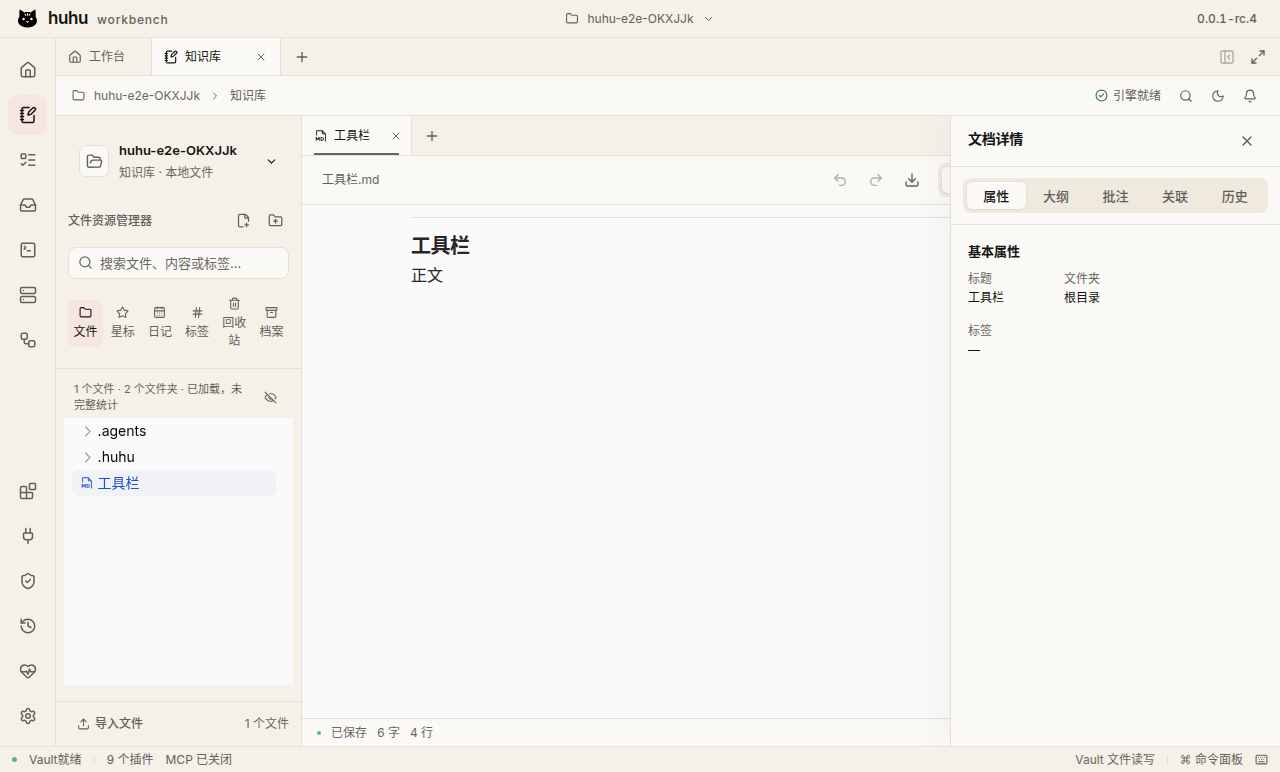 huhu workbench
huhu-e2e-OKXJJk
0.0.1-rc.4
工作台
知识库
huhu-e2e-OKXJJk
知识库
引擎就绪
huhu-e2e-OKXJJk
知识库 · 本地文件
文件资源管理器
搜索文件、内容或标签...
文件
星标
日记
标签
回收
站
档案
1 个文件 · 2 个文件夹 · 已加载，未
完整统计
.agents
.huhu
MD 工具栏
导入文件
1 个文件
MD 工具栏
工具栏.md
工具栏
正文
已保存 6 字 4 行
文档详情
属性
大纲
批注
关联
历史
基本属性
标题
文件夹
工具栏
根目录
标签
—
Vault就绪
9 个插件
MCP 已关闭
Vault 文件读写
⌘ 命令面板